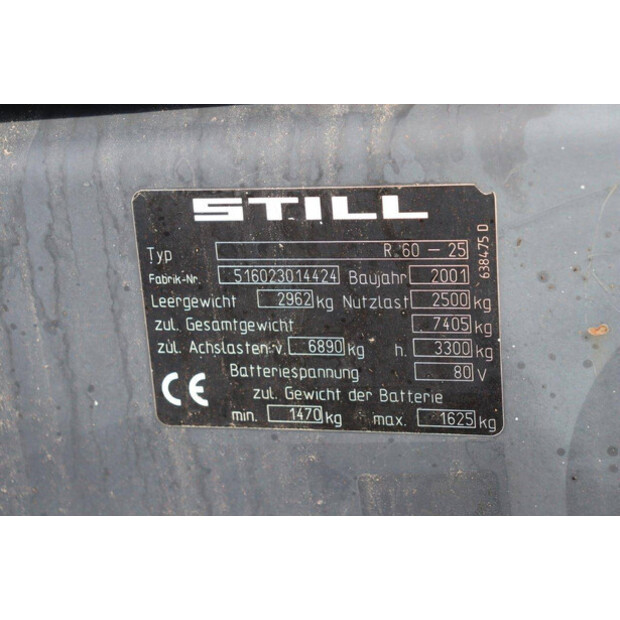 STILL
Typ R 60 – 25
Fabrik-Nr. 516023014424 Baujahr 2001
Leergewicht 2962 kg Nutzlast 2500 kg
zul. Gesamtgewicht 7405 kg
zul. Achslasten v. 6890 kg h. 3300 kg
Batteriespannung 80 V
zul. Gewicht der Batterie
min. 1470 kg max. 1625 kg
CE
638475 D